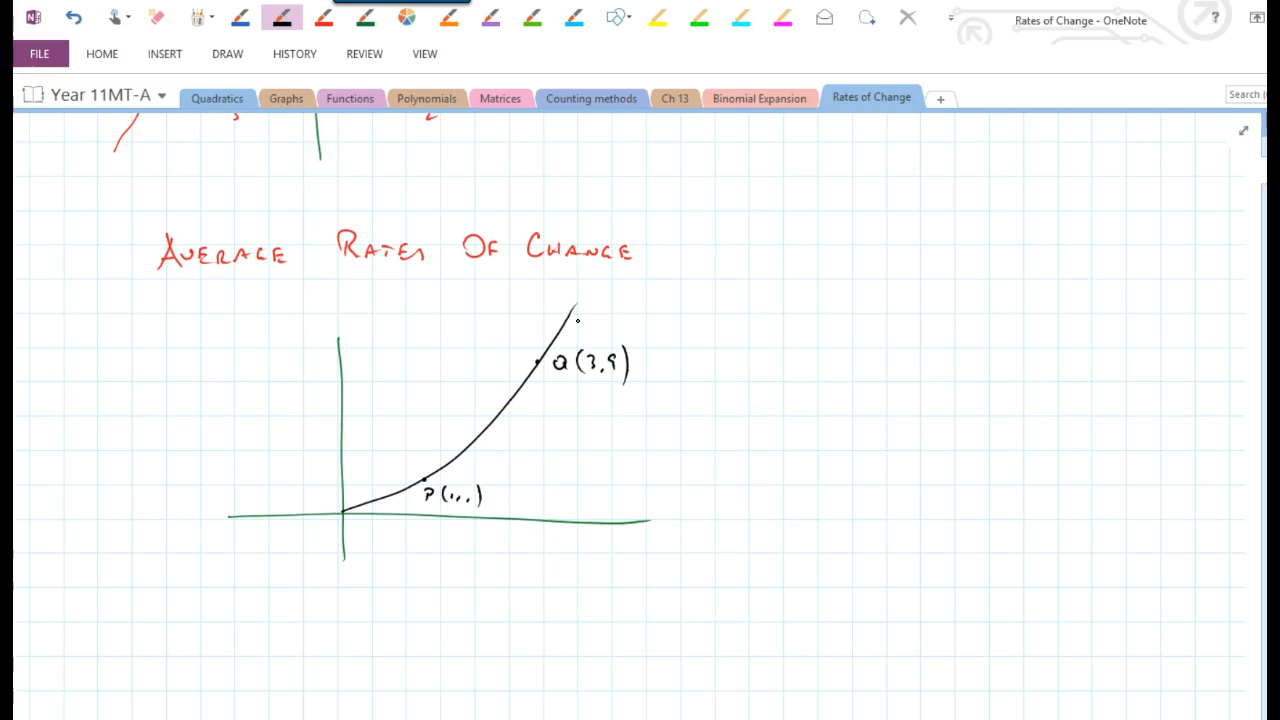 Rates of Change - OneNote
?
FILE HOME INSERT DRAW HISTORY REVIEW VIEW
Year 11MT-A Quadratics Graphs Functions Polynomials Matrices Counting methods Ch 13 Binomial Expansion Rates of Change + Search (
AVERAGE RATES OF CHANGE
Q(3,9)
P(1,